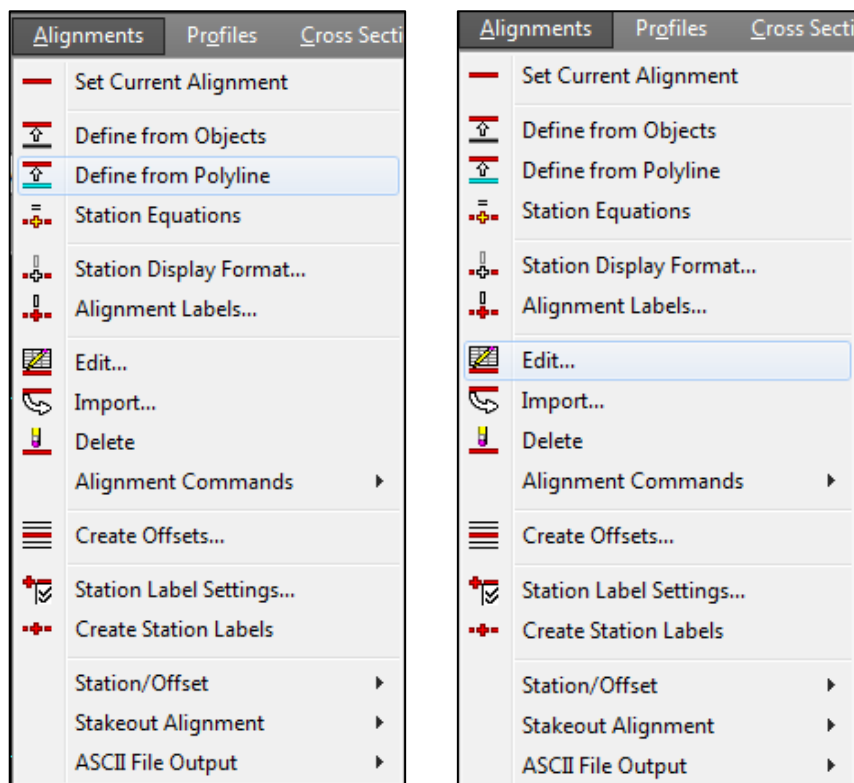 Alignments Profiles Cross Secti
Set Current Alignment
Define from Objects
Define from Polyline
Station Equations
Station Display Format...
Alignment Labels...
Edit...
Import...
Delete
Alignment Commands
Create Offsets...
Station Label Settings...
Create Station Labels
Station/Offset
Stakeout Alignment
ASCII File Output
Alignments Profiles Cross Secti
Set Current Alignment
Define from Objects
Define from Polyline
Station Equations
Station Display Format...
Alignment Labels...
Edit...
Import...
Delete
Alignment Commands
Create Offsets...
Station Label Settings...
Create Station Labels
Station/Offset
Stakeout Alignment
ASCII File Output